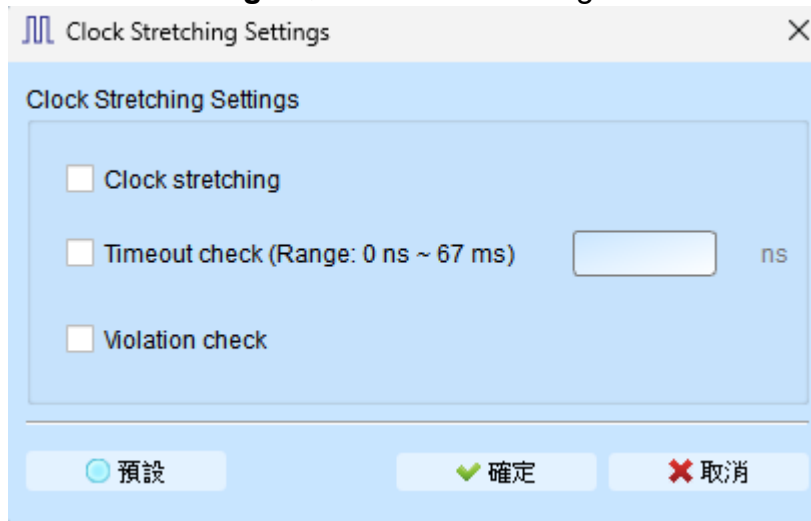 Clock Stretching Settings
Clock Stretching Settings
Clock stretching
Timeout check (Range: 0 ns ~ 67 ms) ns
Violation check
預設 確定 取消